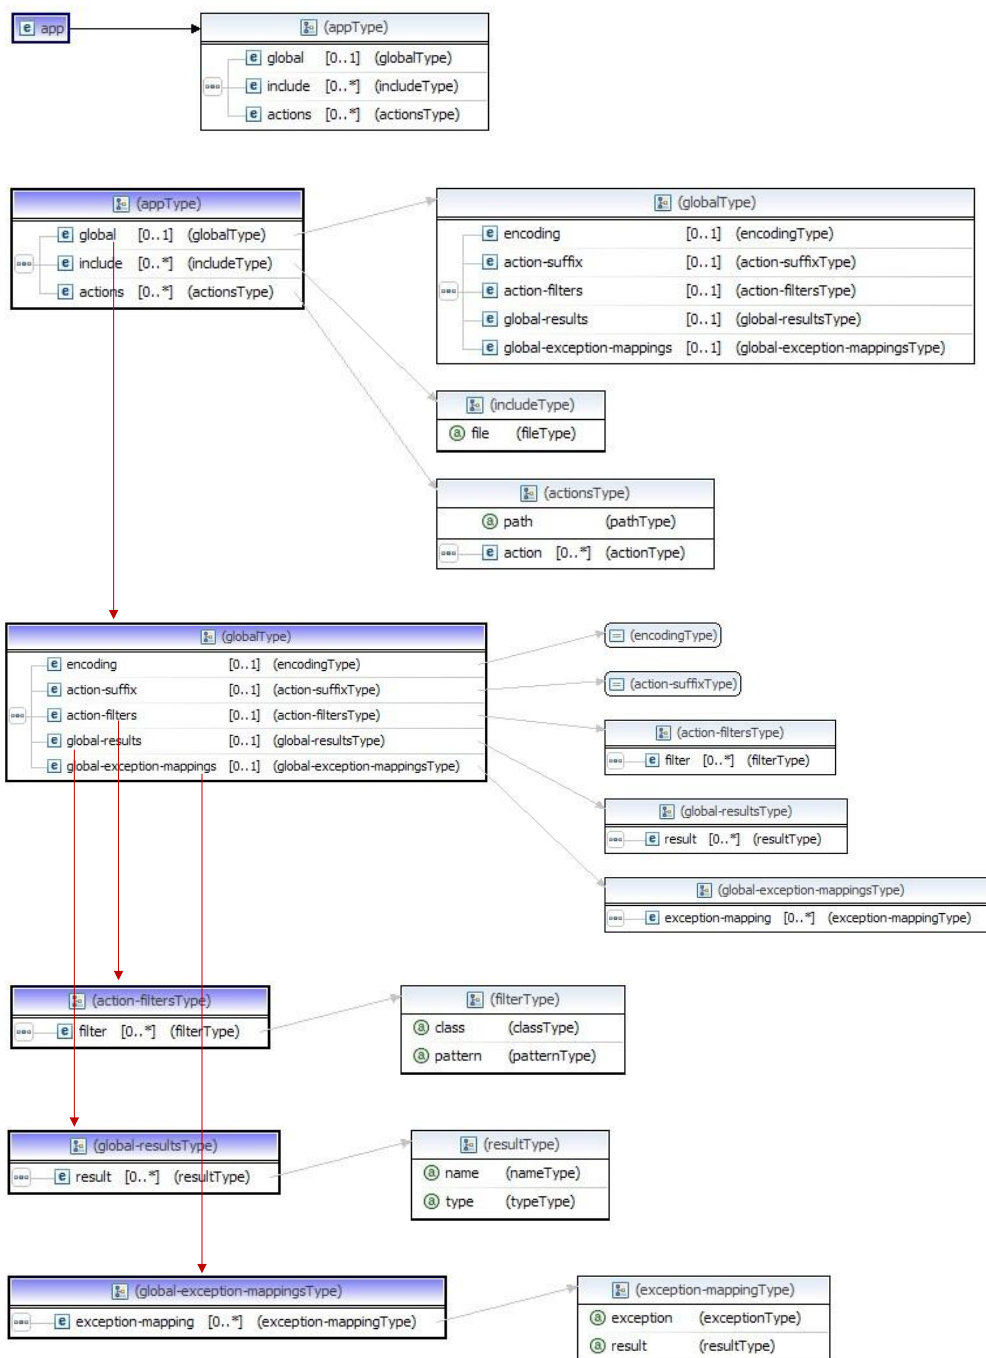 e app
(appType)
e global [0..1] (globalType)
e include [0..*] (includeType)
e actions [0..*] (actionsType)
(appType)
e global [0..1] (globalType)
e include [0..*] (includeType)
e actions [0..*] (actionsType)
(globalType)
e encoding [0..1] (encodingType)
e action-suffix [0..1] (action-suffixType)
e action-filters [0..1] (action-filtersType)
e global-results [0..1] (global-resultsType)
e global-exception-mappings [0..1] (global-exception-mappingsType)
(includeType)
a file (fileType)
(actionsType)
a path (pathType)
e action [0..*] (actionType)
(globalType)
e encoding [0..1] (encodingType)
e action-suffix [0..1] (action-suffixType)
e action-filters [0..1] (action-filtersType)
e global-results [0..1] (global-resultsType)
e global-exception-mappings [0..1] (global-exception-mappingsType)
(encodingType)
(action-suffixType)
(action-filtersType)
e filter [0..*] (filterType)
(global-resultsType)
e result [0..*] (resultType)
(global-exception-mappingsType)
e exception-mapping [0..*] (exception-mappingType)
(action-filtersType)
e filter [0..*] (filterType)
(filterType)
a class (classType)
a pattern (patternType)
(global-resultsType)
e result [0..*] (resultType)
(resultType)
a name (nameType)
a type (typeType)
(global-exception-mappingsType)
e exception-mapping [0..*] (exception-mappingType)
(exception-mappingType)
a exception (exceptionType)
a result (resultType)